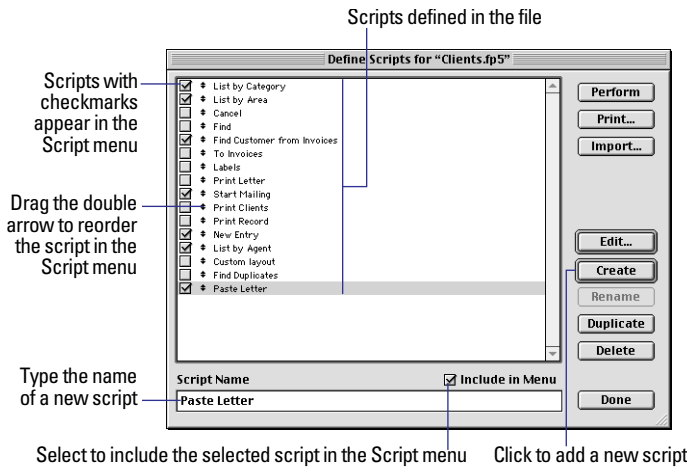 Scripts defined in the file
Define Scripts for “Clients.fp5”
Scripts with
checkmarks
appear in the
Script menu
Drag the double
arrow to reorder
the script in the
Script menu
Type the name
of a new script
List by Category
List by Area
Cancel
Find
Find Customer from Invoices
To Invoices
Labels
Print Letter
Start Mailing
Print Clients
Print Record
New Entry
List by Agent
Custom layout
Find Duplicates
Paste Letter
Perform
Print...
Import...
Edit...
Create
Rename
Duplicate
Delete
Script Name
Include in Menu
Paste Letter
Done
Select to include the selected script in the Script menu
Click to add a new script